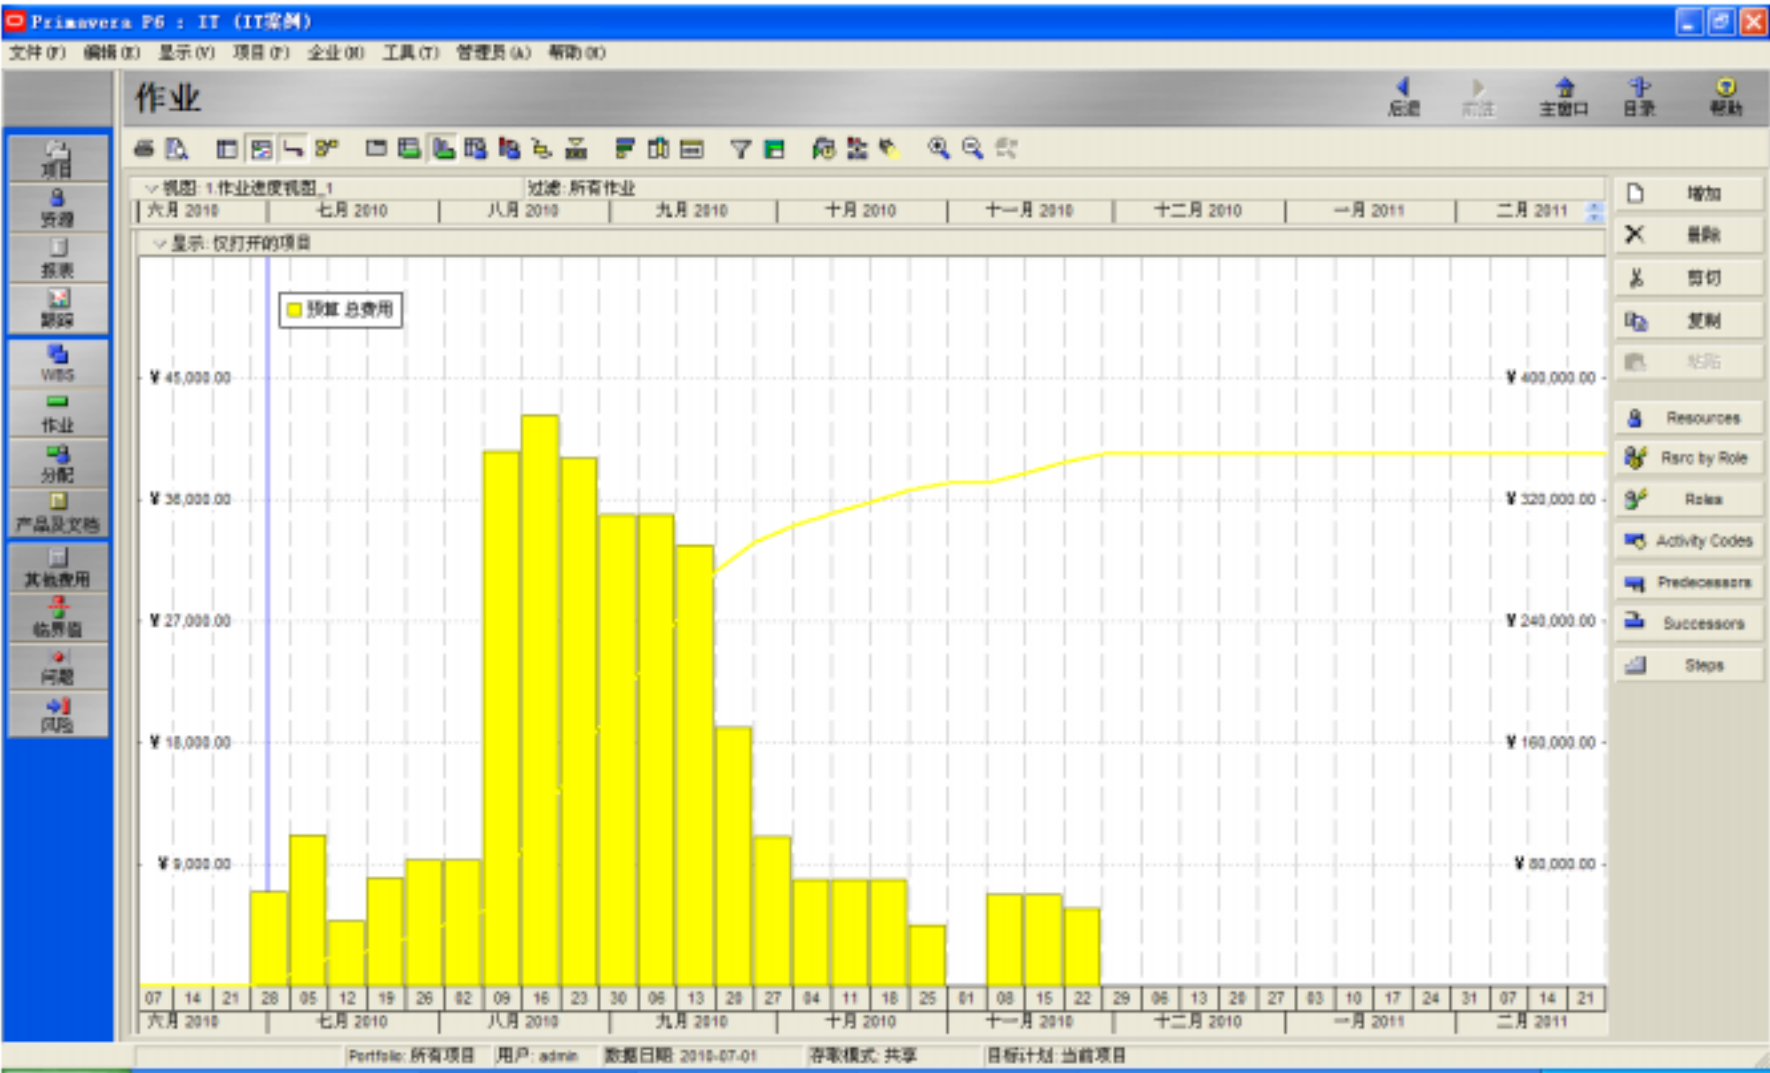 Primavera P6 : IT (IT案例)
文件(F) 编辑(E) 显示(V) 项目(P) 企业(N) 工具(T) 管理员(A) 帮助(H)
作业
后退 前进 主窗口 目录 帮助
视图: 1.作业进度视图_1 过滤: 所有作业
六月 2010 七月 2010 八月 2010 九月 2010 十月 2010 十一月 2010 十二月 2010 一月 2011 二月 2011
显示: 仅打开的项目
预算 总费用
¥ 45,000.00 ¥ 400,000.00
¥ 36,000.00 ¥ 320,000.00
¥ 27,000.00 ¥ 240,000.00
¥ 18,000.00 ¥ 160,000.00
¥ 9,000.00 ¥ 80,000.00
07 14 21 28 05 12 19 26 02 09 16 23 30 06 13 20 27 04 11 18 25 01 08 15 22 29 06 13 20 27 03 10 17 24 31 07 14 21
六月 2010 七月 2010 八月 2010 九月 2010 十月 2010 十一月 2010 十二月 2010 一月 2011 二月 2011
项目
资源
报表
跟踪
WBS
作业
分配
产品及文档
其他费用
临界值
问题
风险
增加
删除
剪切
复制
粘贴
Resources
Rsrc by Role
Roles
Activity Codes
Predecessors
Successors
Steps
Portfolio: 所有项目 用户: admin 数据日期: 2010-07-01 存取模式: 共享 目标计划: 当前项目